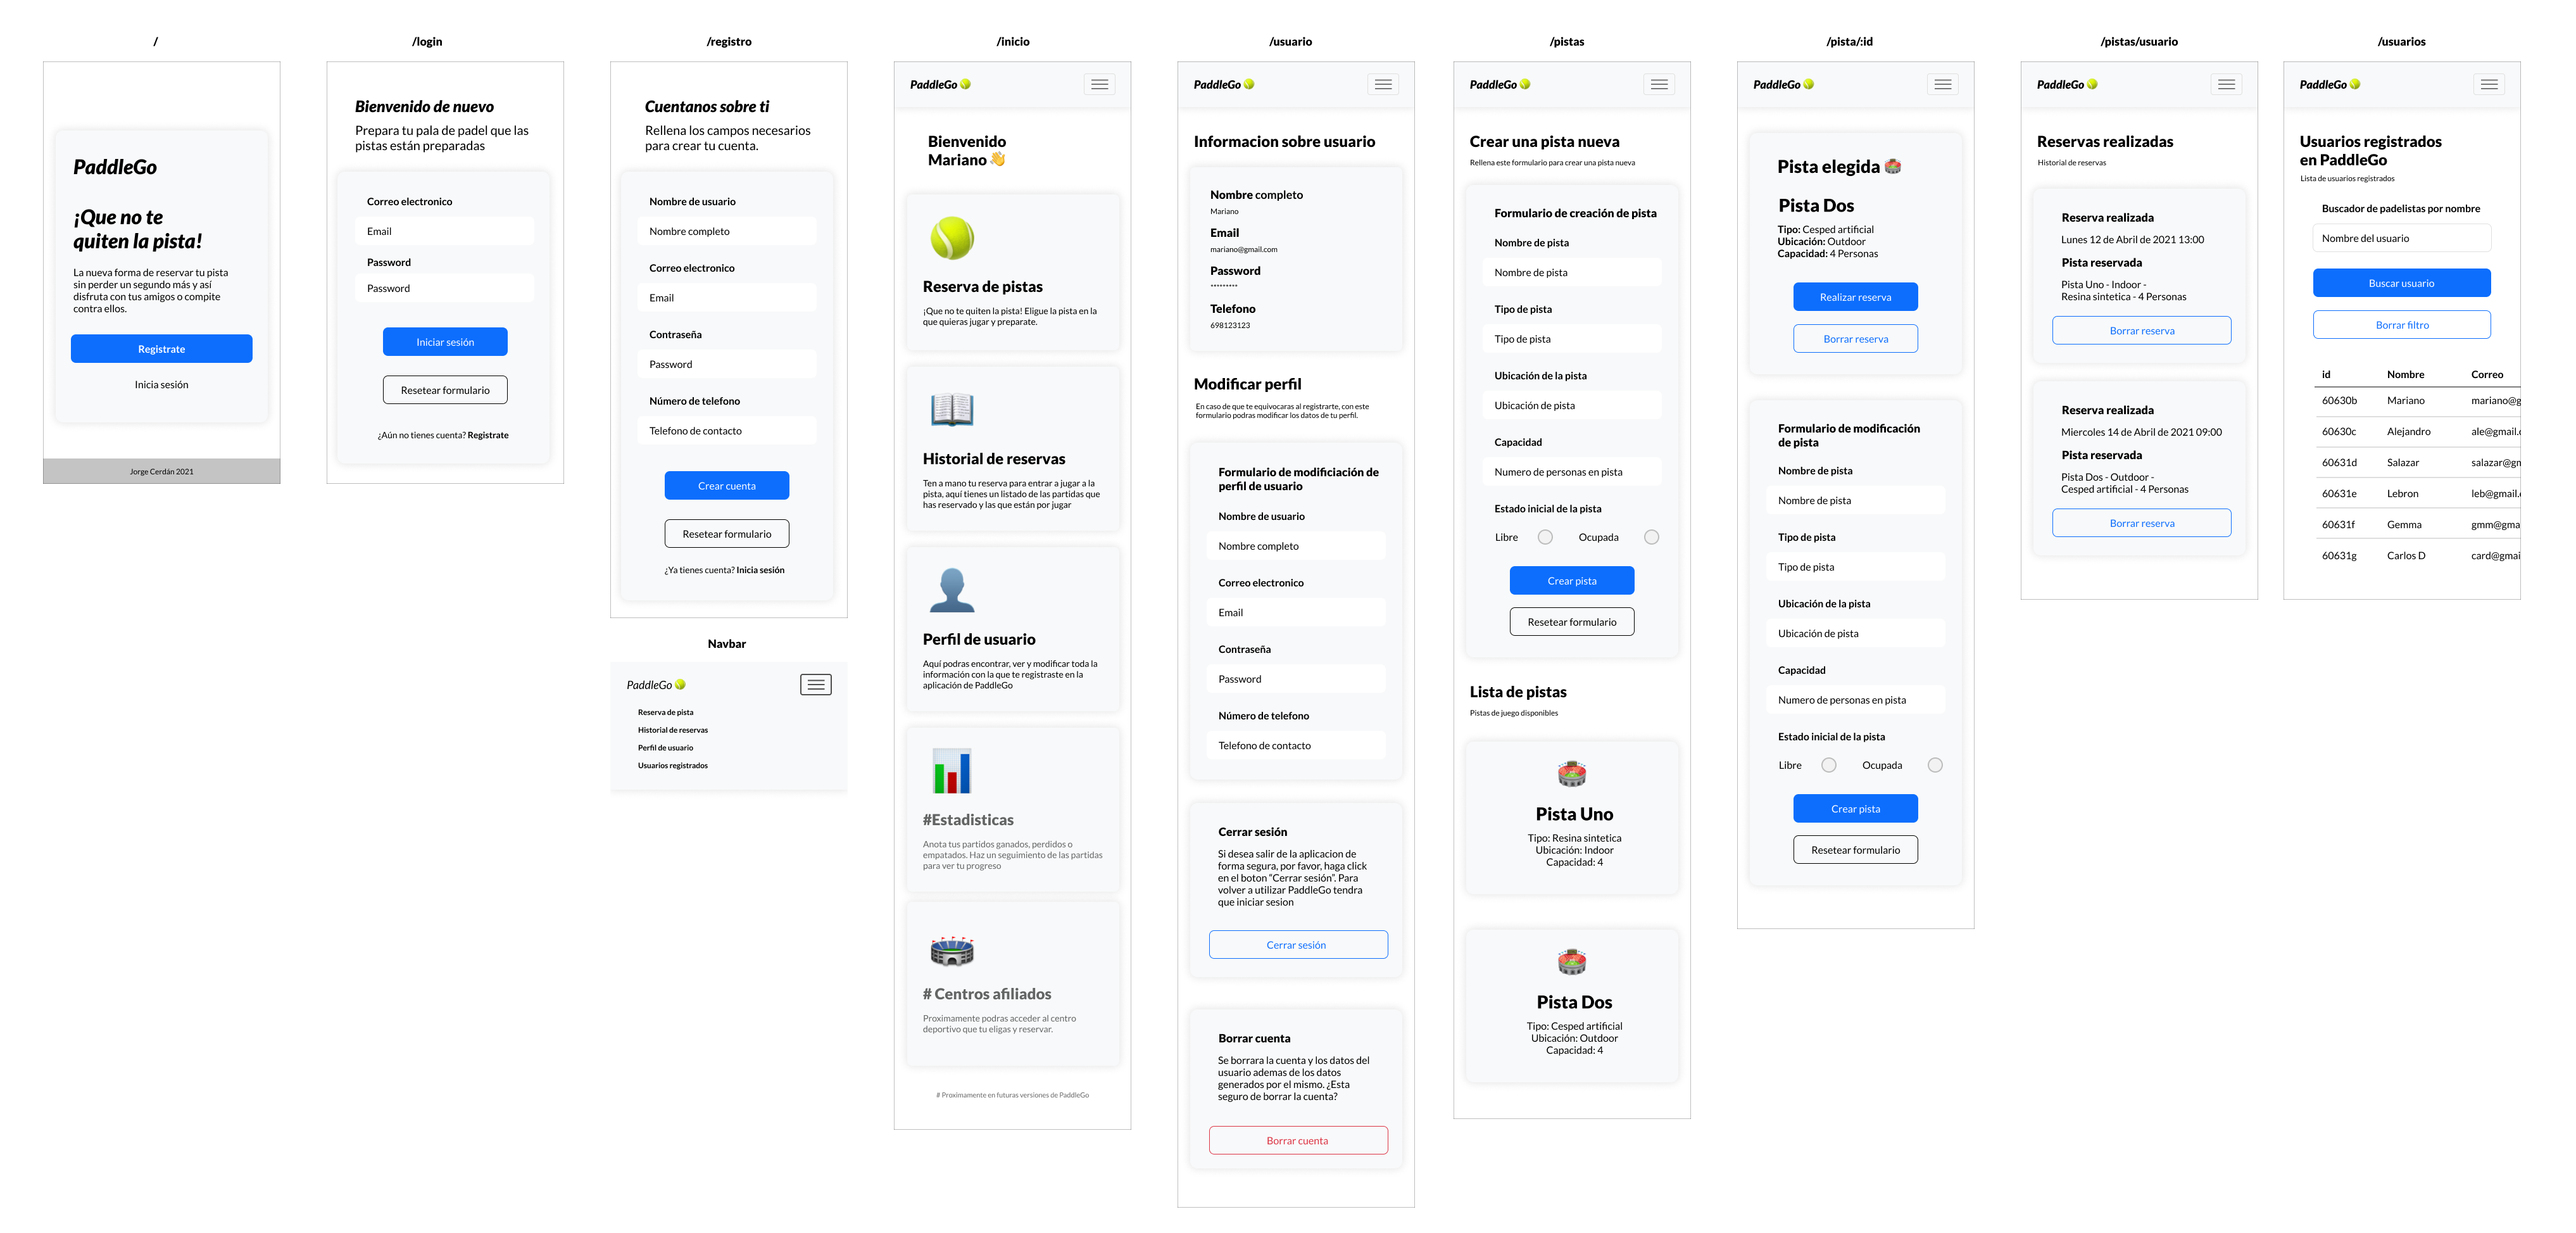 /
PaddleGo
¡Que no te
quiten la pista!
La nueva forma de reservar tu pista
sin perder un segundo más y así
disfruta con tus amigos o compite
contra ellos.
Registrate
Inicia sesión
Jorge Cerdán 2021
/login
Bienvenido de nuevo
Prepara tu pala de padel que las
pistas están preparadas
Correo electronico
Email
Password
Password
Iniciar sesión
Resetear formulario
¿Aún no tienes cuenta? Registrate
/registro
Cuentanos sobre ti
Rellena los campos necesarios
para crear tu cuenta.
Nombre de usuario
Nombre completo
Correo electronico
Email
Contraseña
Password
Número de telefono
Telefono de contacto
Crear cuenta
Resetear formulario
¿Ya tienes cuenta? Inicia sesión
Navbar
PaddleGo
Reserva de pista
Historial de reservas
Perfil de usuario
Usuarios registrados
/inicio
PaddleGo
Bienvenido
Mariano
Reserva de pistas
¡Que no te quiten la pista! Eligue la pista en la
que quieras jugar y preparate.
Historial de reservas
Ten a mano tu reserva para entrar a jugar a la
pista, aquí tienes un listado de las partidas que
has reservado y las que están por jugar
Perfil de usuario
Aquí podras encontrar, ver y modificar toda la
información con la que te registraste en la
aplicación de PaddleGo
#Estadisticas
Anota tus partidos ganados, perdidos o
empatados. Haz un seguimiento de las partidas
para ver tu progreso
# Centros afiliados
Proximamente podras acceder al centro
deportivo que tu eligas y reservar.
# Proximamente en futuras versiones de PaddleGo
/usuario
PaddleGo
Informacion sobre usuario
Nombre completo
Mariano
Email
mariano@gmail.com
Password
*********
Telefono
698123123
Modificar perfil
En caso de que te equivocaras al registrarte, con este
formulario podras modificar los datos de tu perfil.
Formulario de modificiación de
perfil de usuario
Nombre de usuario
Nombre completo
Correo electronico
Email
Contraseña
Password
Número de telefono
Telefono de contacto
Cerrar sesión
Si desea salir de la aplicacion de
forma segura, por favor, haga click
en el boton “Cerrar sesión”. Para
volver a utilizar PaddleGo tendra
que iniciar sesion
Cerrar sesión
Borrar cuenta
Se borrara la cuenta y los datos del
usuario ademas de los datos
generados por el mismo. ¿Esta
seguro de borrar la cuenta?
Borrar cuenta
/pistas
PaddleGo
Crear una pista nueva
Rellena este formulario para crear una pista nueva
Formulario de creación de pista
Nombre de pista
Nombre de pista
Tipo de pista
Tipo de pista
Ubicación de la pista
Ubicación de pista
Capacidad
Numero de personas en pista
Estado inicial de la pista
Libre Ocupada
Crear pista
Resetear formulario
Lista de pistas
Pistas de juego disponibles
Pista Uno
Tipo: Resina sintetica
Ubicación: Indoor
Capacidad: 4
Pista Dos
Tipo: Cesped artificial
Ubicación: Outdoor
Capacidad: 4
/pista/:id
PaddleGo
Pista elegida
Pista Dos
Tipo: Cesped artificial
Ubicación: Outdoor
Capacidad: 4 Personas
Realizar reserva
Borrar reserva
Formulario de modificación
de pista
Nombre de pista
Nombre de pista
Tipo de pista
Tipo de pista
Ubicación de la pista
Ubicación de pista
Capacidad
Numero de personas en pista
Estado inicial de la pista
Libre Ocupada
Crear pista
Resetear formulario
/pistas/usuario
PaddleGo
Reservas realizadas
Historial de reservas
Reserva realizada
Lunes 12 de Abril de 2021 13:00
Pista reservada
Pista Uno - Indoor -
Resina sintetica - 4 Personas
Borrar reserva
Reserva realizada
Miercoles 14 de Abril de 2021 09:00
Pista reservada
Pista Dos - Outdoor -
Cesped artificial - 4 Personas
Borrar reserva
/usuarios
PaddleGo
Usuarios registrados
en PaddleGo
Lista de usuarios registrados
Buscador de padelistas por nombre
Nombre del usuario
Buscar usuario
Borrar filtro
id Nombre Correo
60630b Mariano mariano@g
60630c Alejandro ale@gmail.c
60631d Salazar salazar@gm
60631e Lebron leb@gmail.
60631f Gemma gmm@gma
60631g Carlos D card@gmai